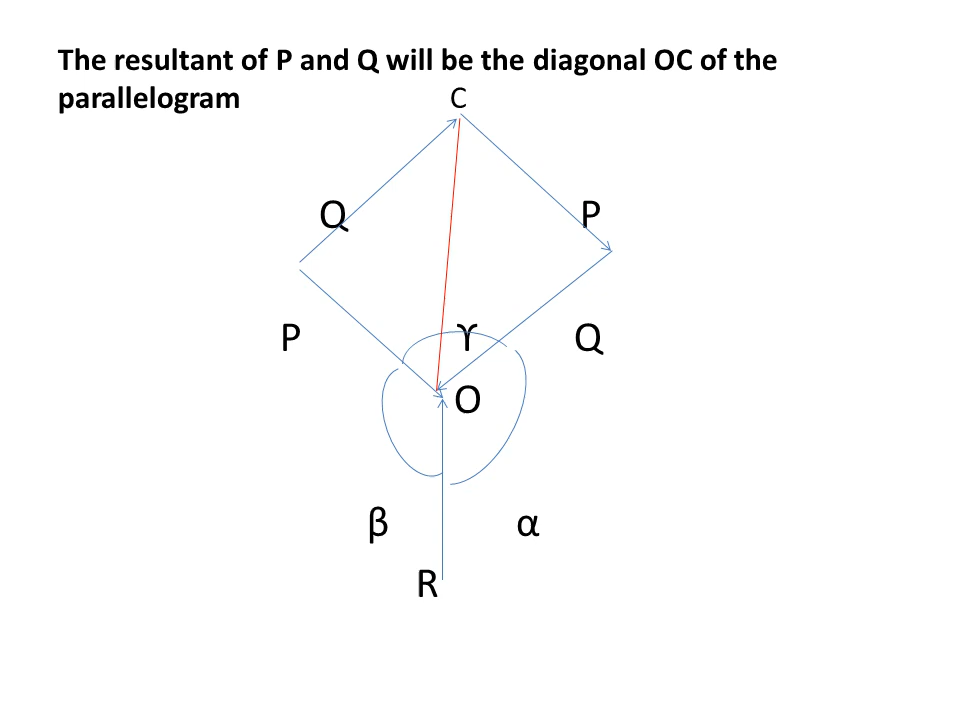 The resultant of P and Q will be the diagonal OC of the
parallelogram
C
Q P
P ϒ Q
O
β α
R